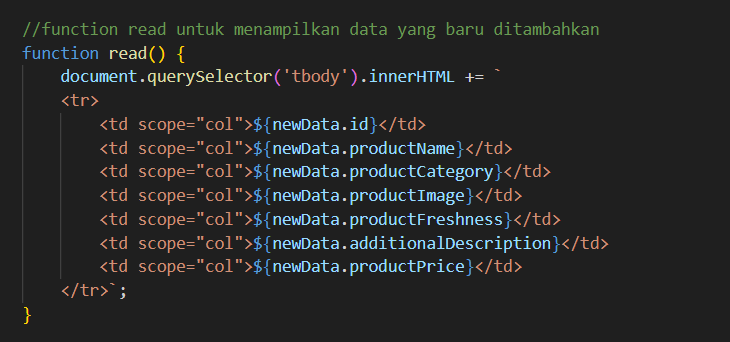 //function read untuk menampilkan data yang baru ditambahkan
function read() {
    document.querySelector('tbody').innerHTML += `
    <tr>
        <td scope="col">${newData.id}</td>
        <td scope="col">${newData.productName}</td>
        <td scope="col">${newData.productCategory}</td>
        <td scope="col">${newData.productImage}</td>
        <td scope="col">${newData.productFreshness}</td>
        <td scope="col">${newData.additionalDescription}</td>
        <td scope="col">${newData.productPrice}</td>
    </tr>`;
}